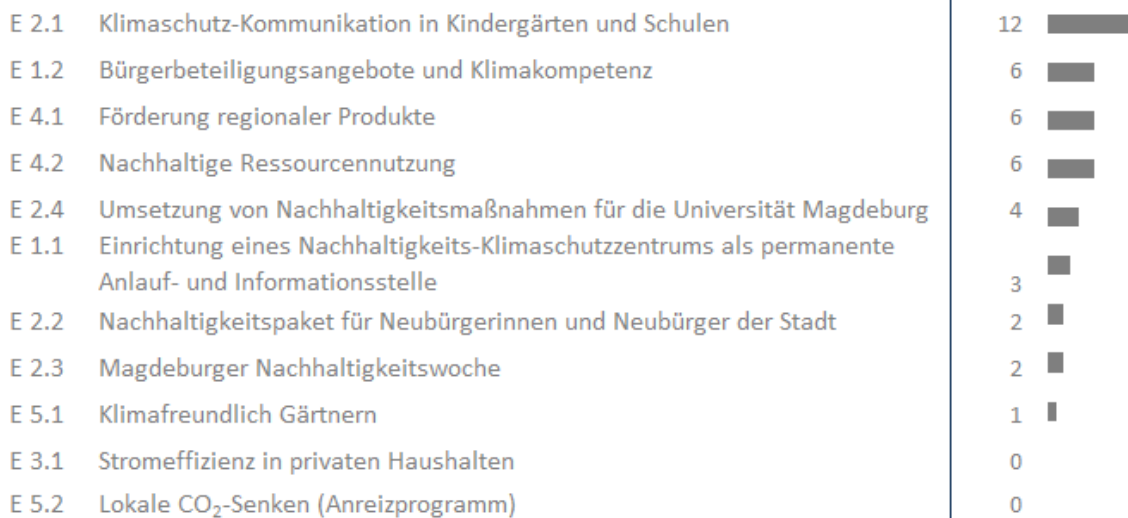 E 2.1 Klimaschutz-Kommunikation in Kindergärten und Schulen 12
E 1.2 Bürgerbeteiligungsangebote und Klimakompetenz 6
E 4.1 Förderung regionaler Produkte 6
E 4.2 Nachhaltige Ressourcennutzung 6
E 2.4 Umsetzung von Nachhaltigkeitsmaßnahmen für die Universität Magdeburg 4
E 1.1 Einrichtung eines Nachhaltigkeits-Klimaschutzzentrums als permanente
Anlauf- und Informationsstelle 3
E 2.2 Nachhaltigkeitspaket für Neubürgerinnen und Neubürger der Stadt 2
E 2.3 Magdeburger Nachhaltigkeitswoche 2
E 5.1 Klimafreundlich Gärtnern 1
E 3.1 Stromeffizienz in privaten Haushalten 0
E 5.2 Lokale CO₂-Senken (Anreizprogramm) 0